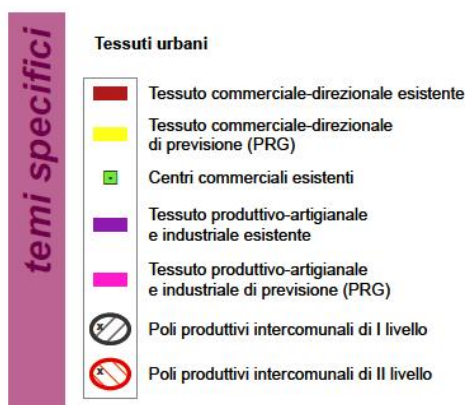 temi specifici
Tessuti urbani
Tessuto commerciale-direzionale esistente
Tessuto commerciale-direzionale
di previsione (PRG)
Centri commerciali esistenti
Tessuto produttivo-artigianale
e industriale esistente
Tessuto produttivo-artigianale
e industriale di previsione (PRG)
x
Poli produttivi intercomunali di I livello
x
Poli produttivi intercomunali di II livello